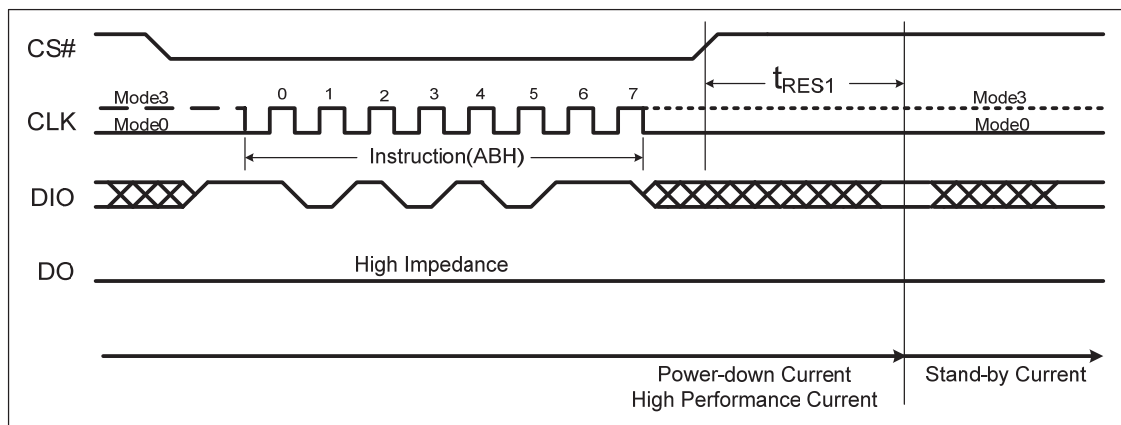 CS#
tRES1
0 1 2 3 4 5 6 7
Mode3 Mode3
CLK
Mode0 Mode0
Instruction(ABH)
DIO
High Impedance
DO
Power-down Current Stand-by Current
High Performance Current